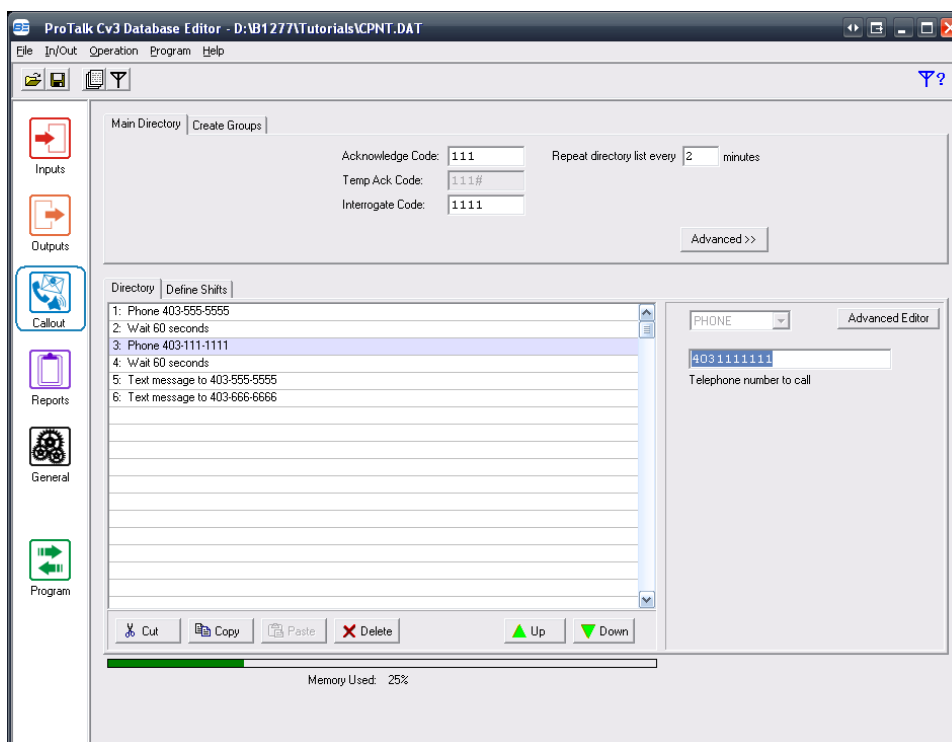 ProTalk Cv3 Database Editor - D:\B1277\Tutorials\CPNT.DAT
File In/Out Operation Program Help
?
Inputs
Outputs
Callout
Reports
General
Program
Main Directory Create Groups
Acknowledge Code: 111 Repeat directory list every 2 minutes
Temp Ack Code: 111#
Interrogate Code: 1111
Advanced >>
Directory Define Shifts
1: Phone 403-555-5555
2: Wait 60 seconds
3: Phone 403-111-1111
4: Wait 60 seconds
5: Text message to 403-555-5555
6: Text message to 403-666-6666
PHONE Advanced Editor
4031111111
Telephone number to call
Cut Copy Paste Delete Up Down
Memory Used: 25%